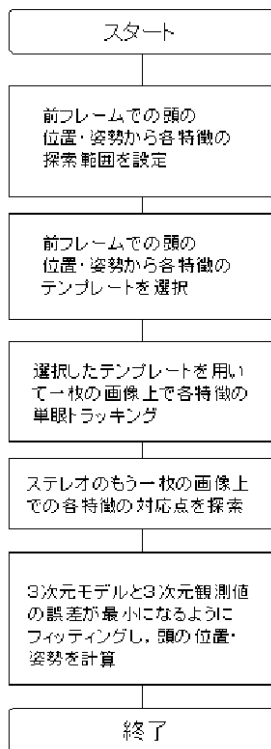 スタート
前フレームでの頭の
位置・姿勢から各特徴の
探索範囲を設定
前フレームでの頭の
位置・姿勢から各特徴の
テンプレートを選択
選択したテンプレートを用い
て一枚の画像上で各特徴の
単眼トラッキング
ステレオのもう一枚の画像上
での各特徴の対応点を探索
3次元モデルと3次元観測値
の誤差が最小になるように
フィッティングし，頭の位置・
姿勢を計算
終了